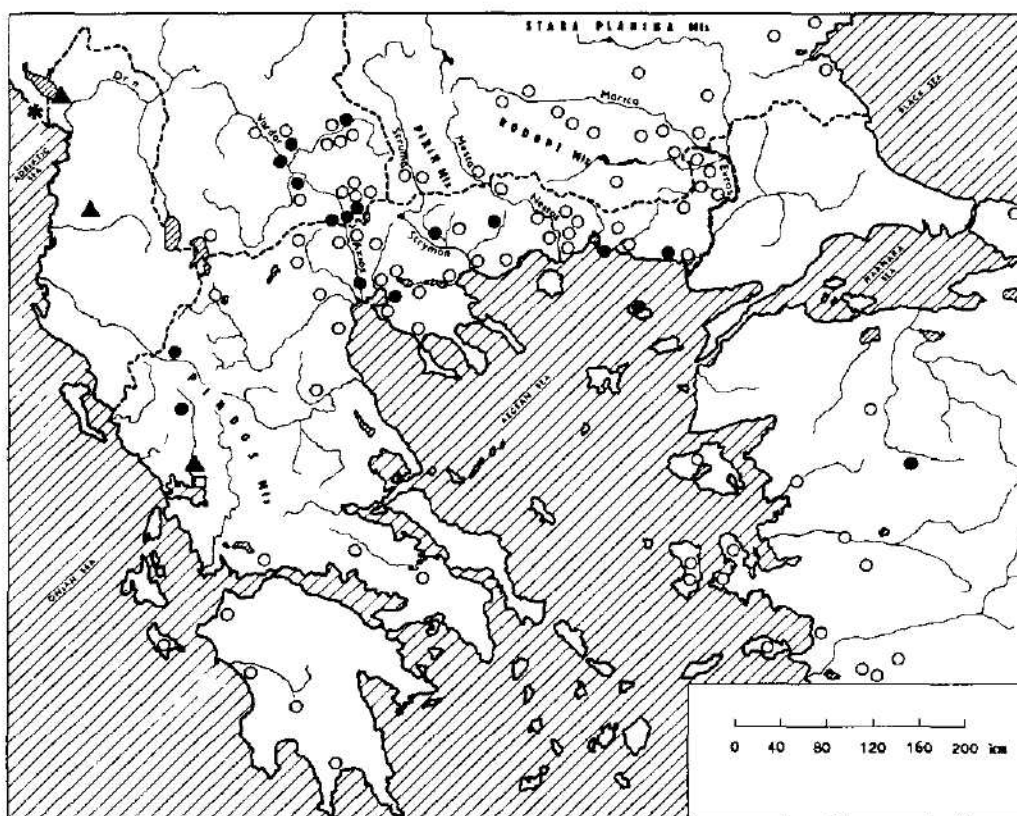 STARA PLANINA Mts
Drin
BLACK SEA
Marica
Vardar
Struma
PIRIN Mts
Mesta
RODOPI Mts
ADRIATIC SEA
Evros
Nestos
Strymon
Axios
MARMARA SEA
AEGEAN SEA
PINDOS Mts
IONIAN SEA
0 40 80 120 160 200 km